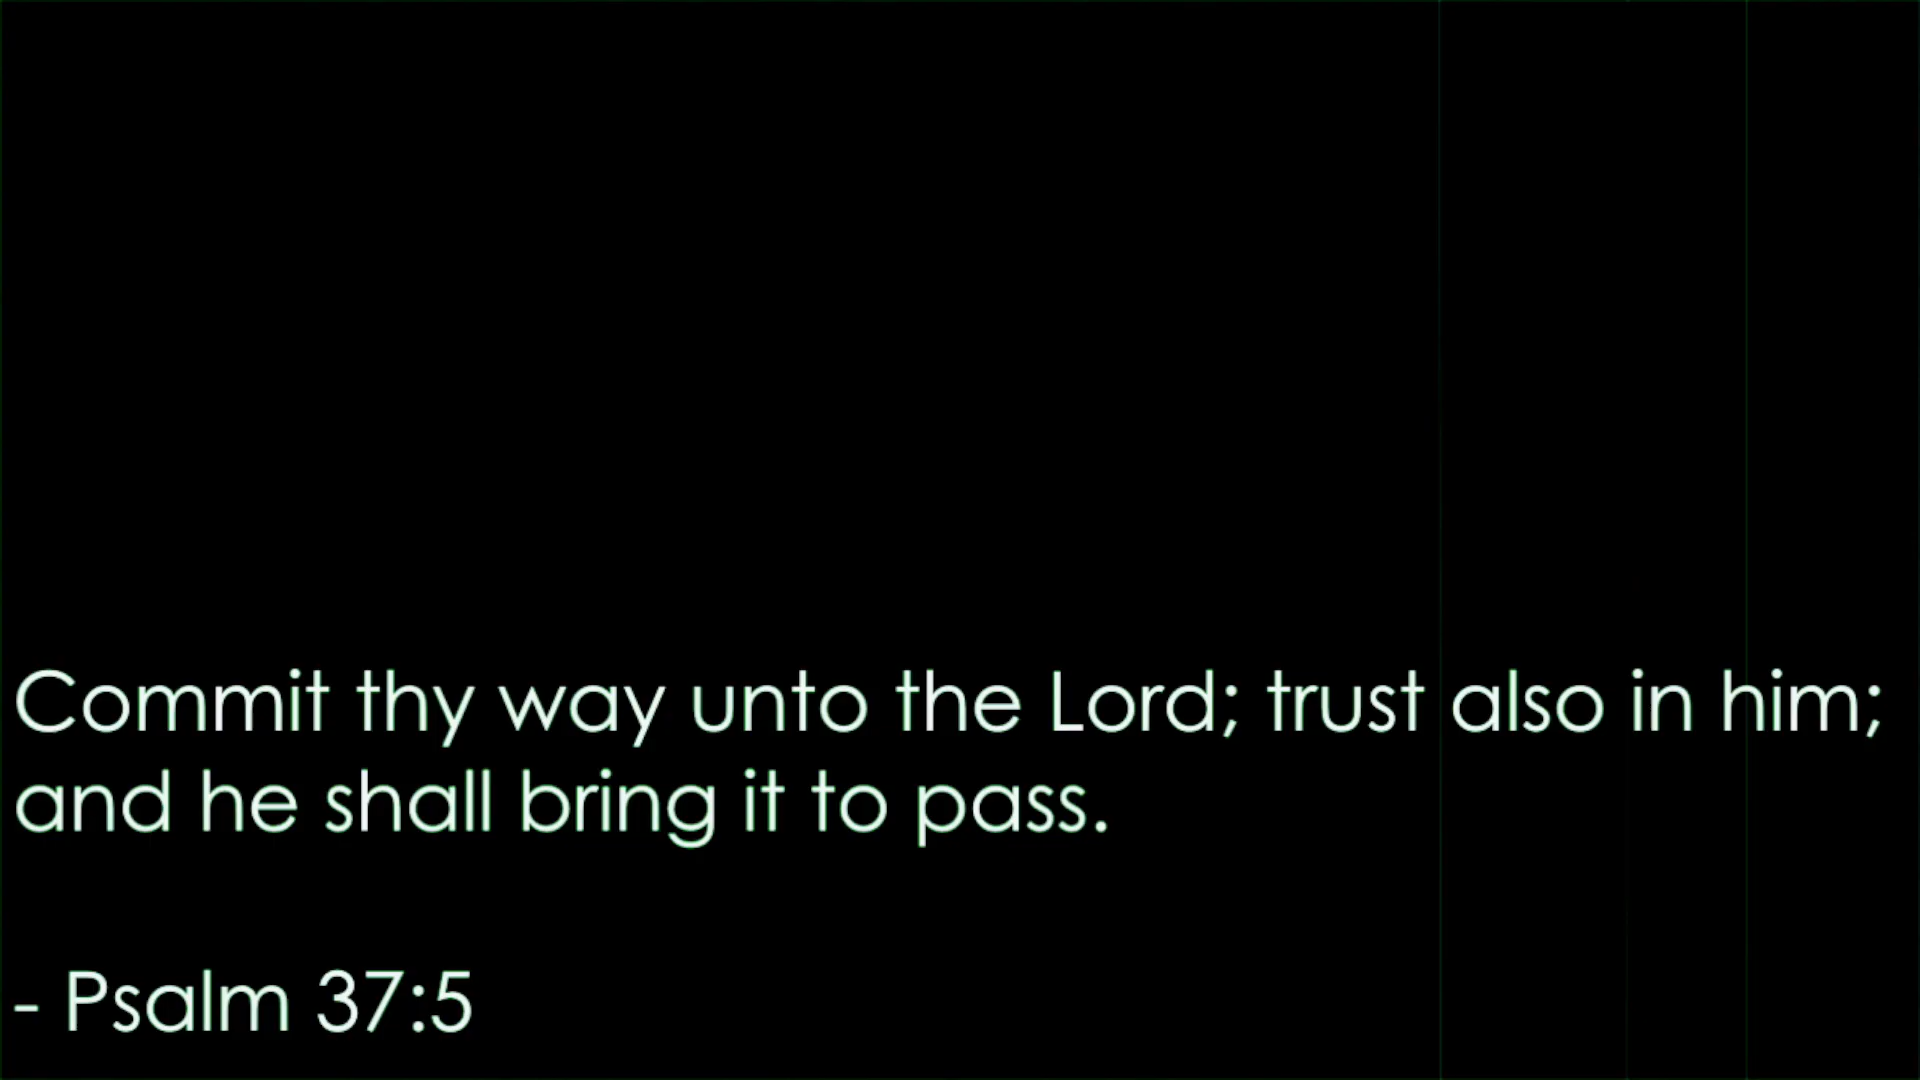 Commit thy way unto the Lord; trust also in him;
and he shall bring it to pass.
- Psalm 37:5